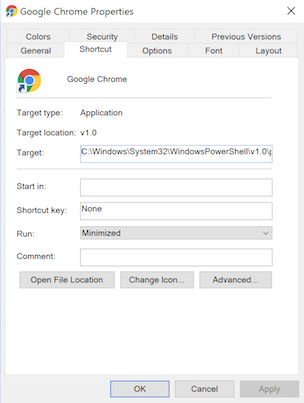 Google Chrome Properties
Colors Security Details Previous Versions
General Shortcut Options Font Layout
Google Chrome
Target type: Application
Target location: v1.0
Target: C:\Windows\System32\WindowsPowerShell\v1.0\p
Start in:
Shortcut key: None
Run: Minimized
Comment:
Open File Location Change Icon... Advanced...
OK Cancel Apply